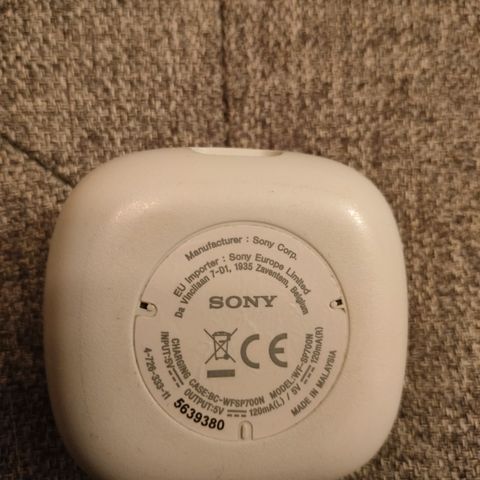 Manufacturer : Sony Corp.
EU Importer : Sony Europe Limited
Da Vincilaan 7-D1, 1935 Zaventem, Belgium
SONY
CE
CHARGING CASE:BC-WFSP700N MODEL:WF-SP700N
INPUT:5V⎓ OUTPUT:5V⎓120mA(L) / 5V⎓120mA(R)
4-726-333-11 5639380 MADE IN MALAYSIA